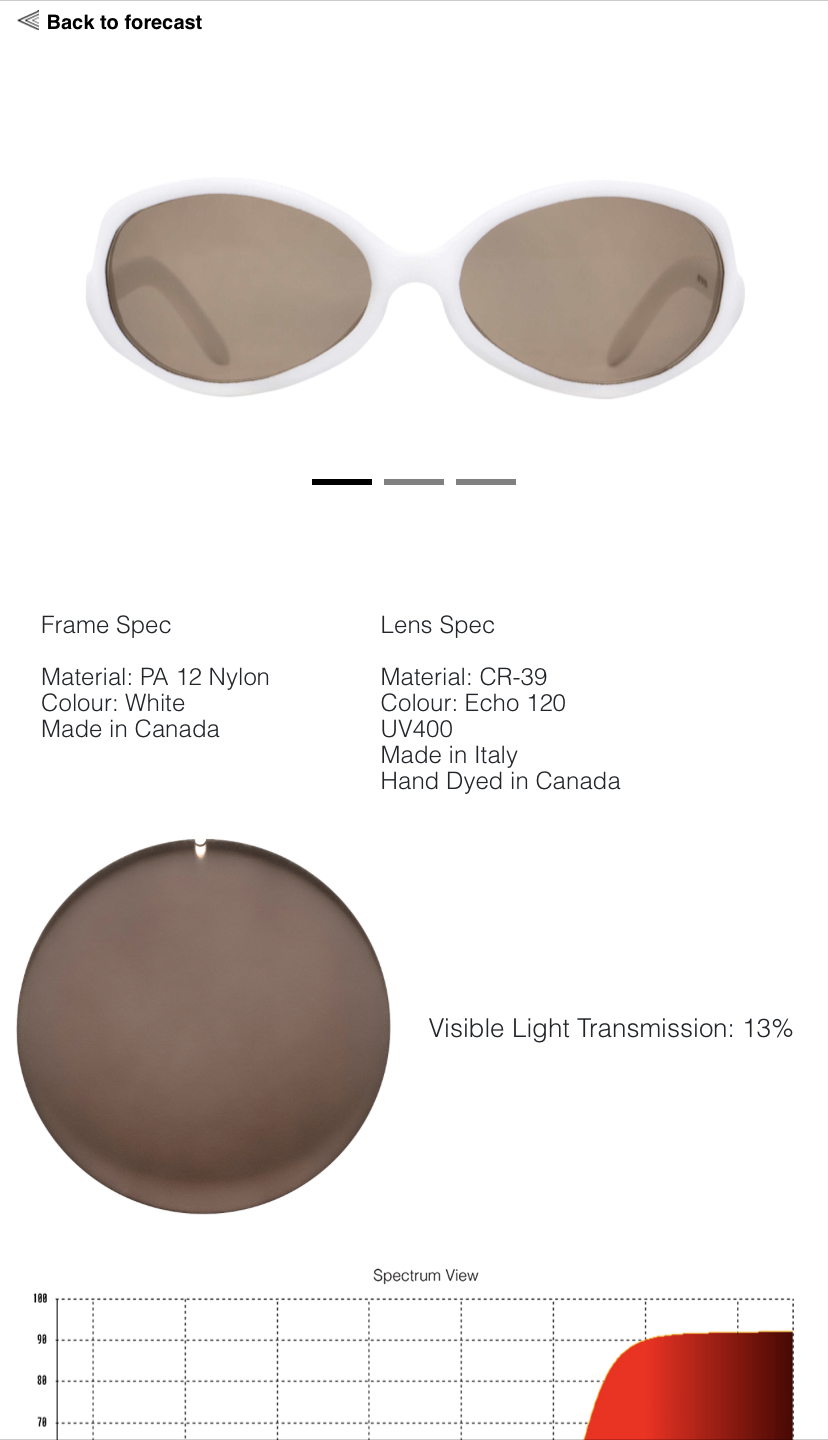 Back to forecast
Frame Spec
Material: PA 12 Nylon
Colour: White
Made in Canada
Lens Spec
Material: CR-39
Colour: Echo 120
UV400
Made in Italy
Hand Dyed in Canada
Visible Light Transmission: 13%
Spectrum View
100
90
80
70